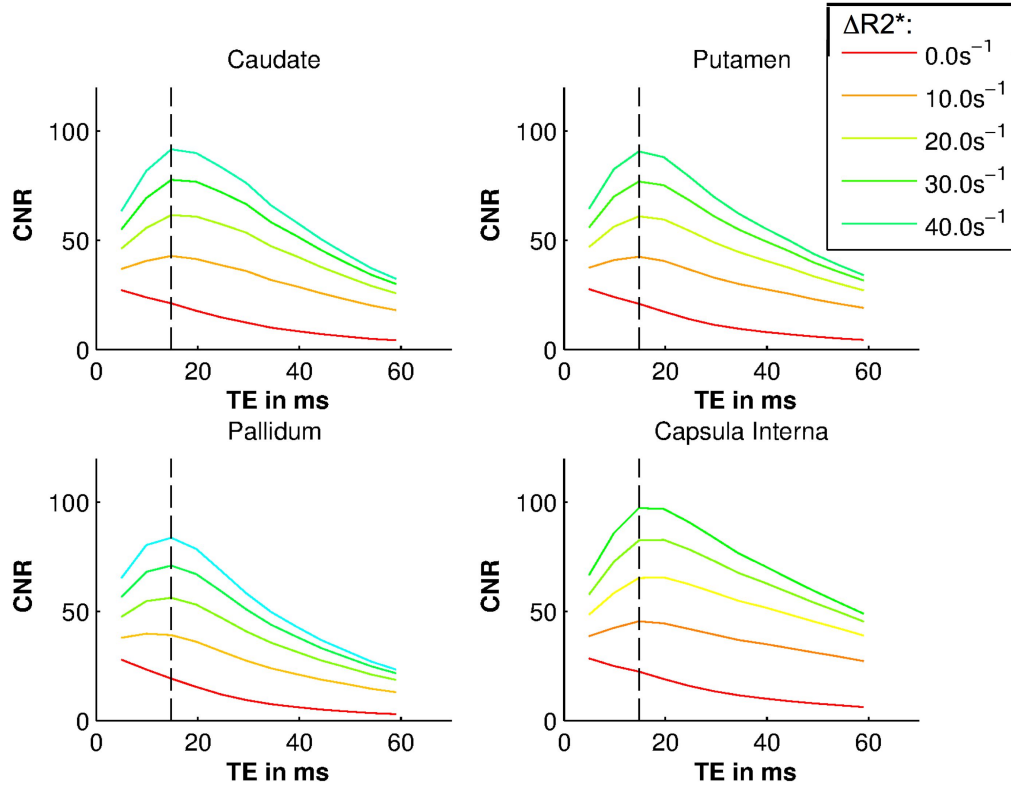 Caudate
100
50
0
CNR
0 20 40 60
TE in ms
Putamen
100
50
0
CNR
0 20 40 60
TE in ms
ΔR2*:
0.0s⁻¹
10.0s⁻¹
20.0s⁻¹
30.0s⁻¹
40.0s⁻¹
Pallidum
100
50
0
CNR
0 20 40 60
TE in ms
Capsula Interna
100
50
0
CNR
0 20 40 60
TE in ms